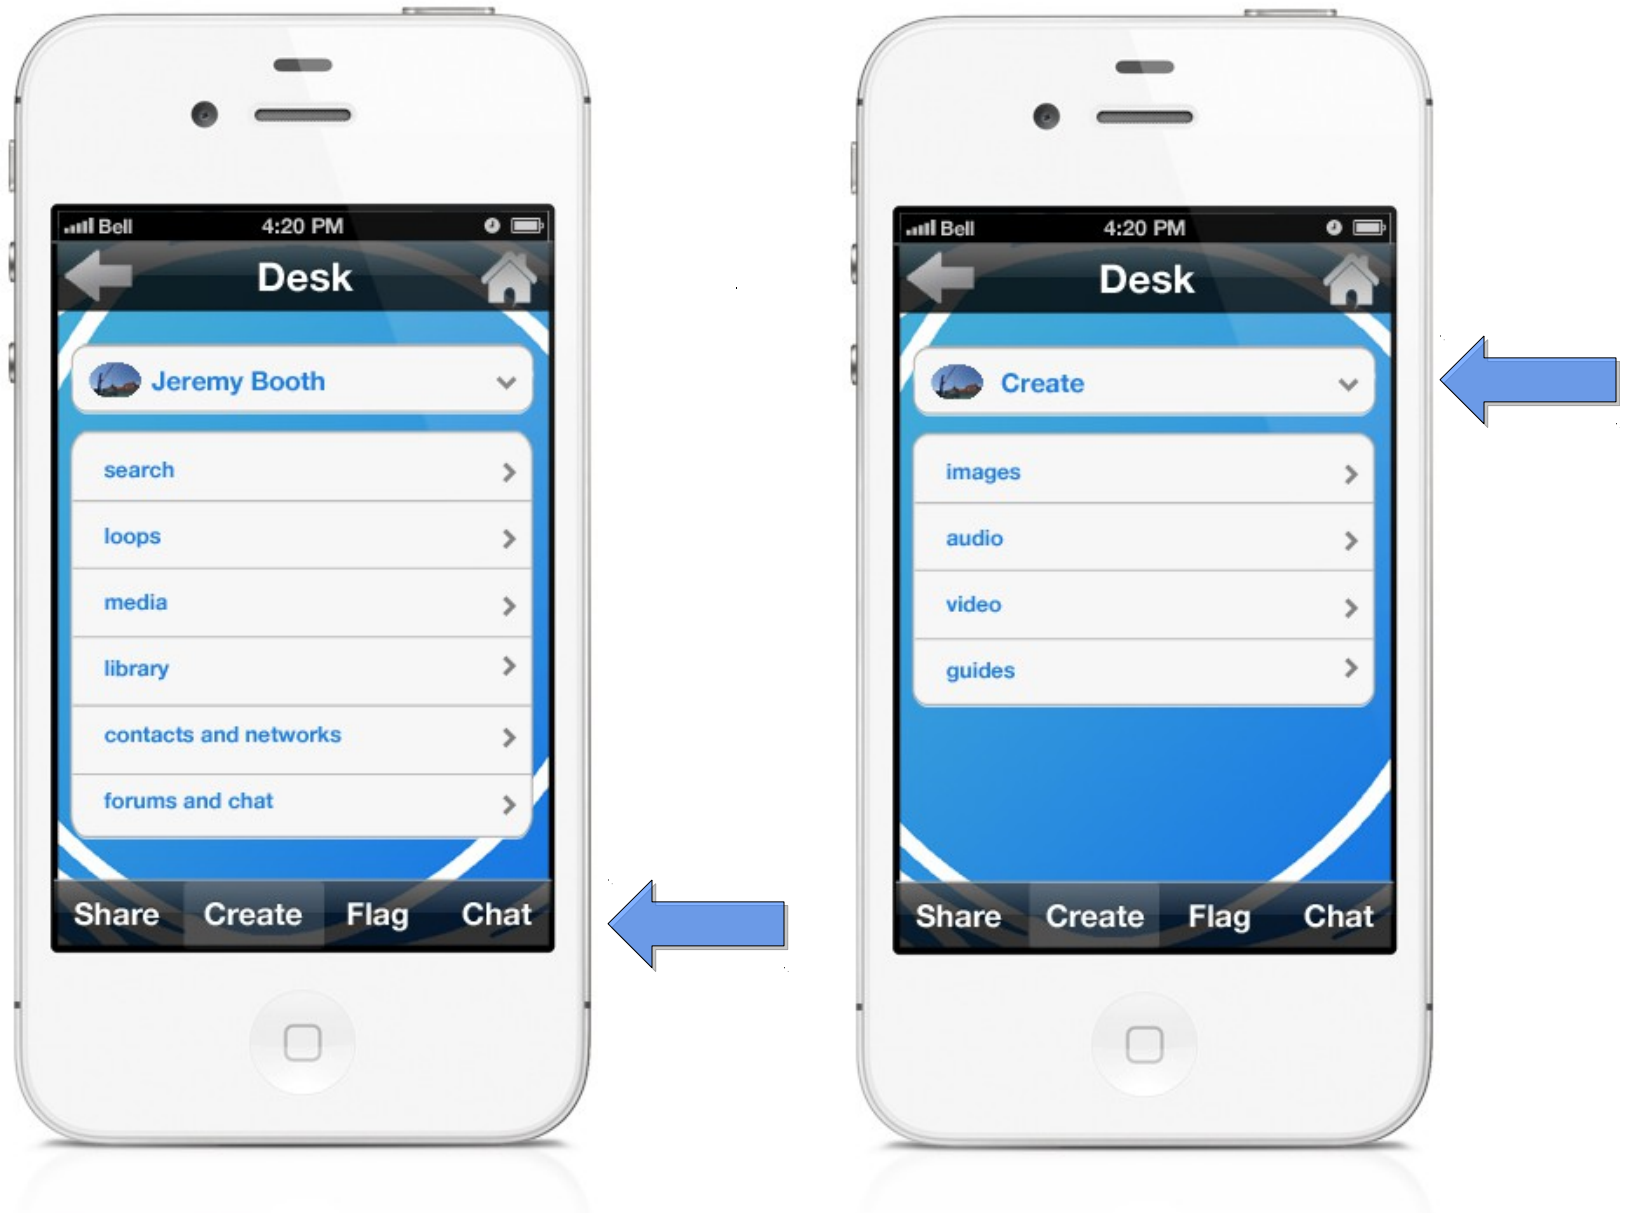 Bell 4:20 PM
Desk
Jeremy Booth
search
loops
media
library
contacts and networks
forums and chat
Share Create Flag Chat
Bell 4:20 PM
Desk
Create
images
audio
video
guides
Share Create Flag Chat